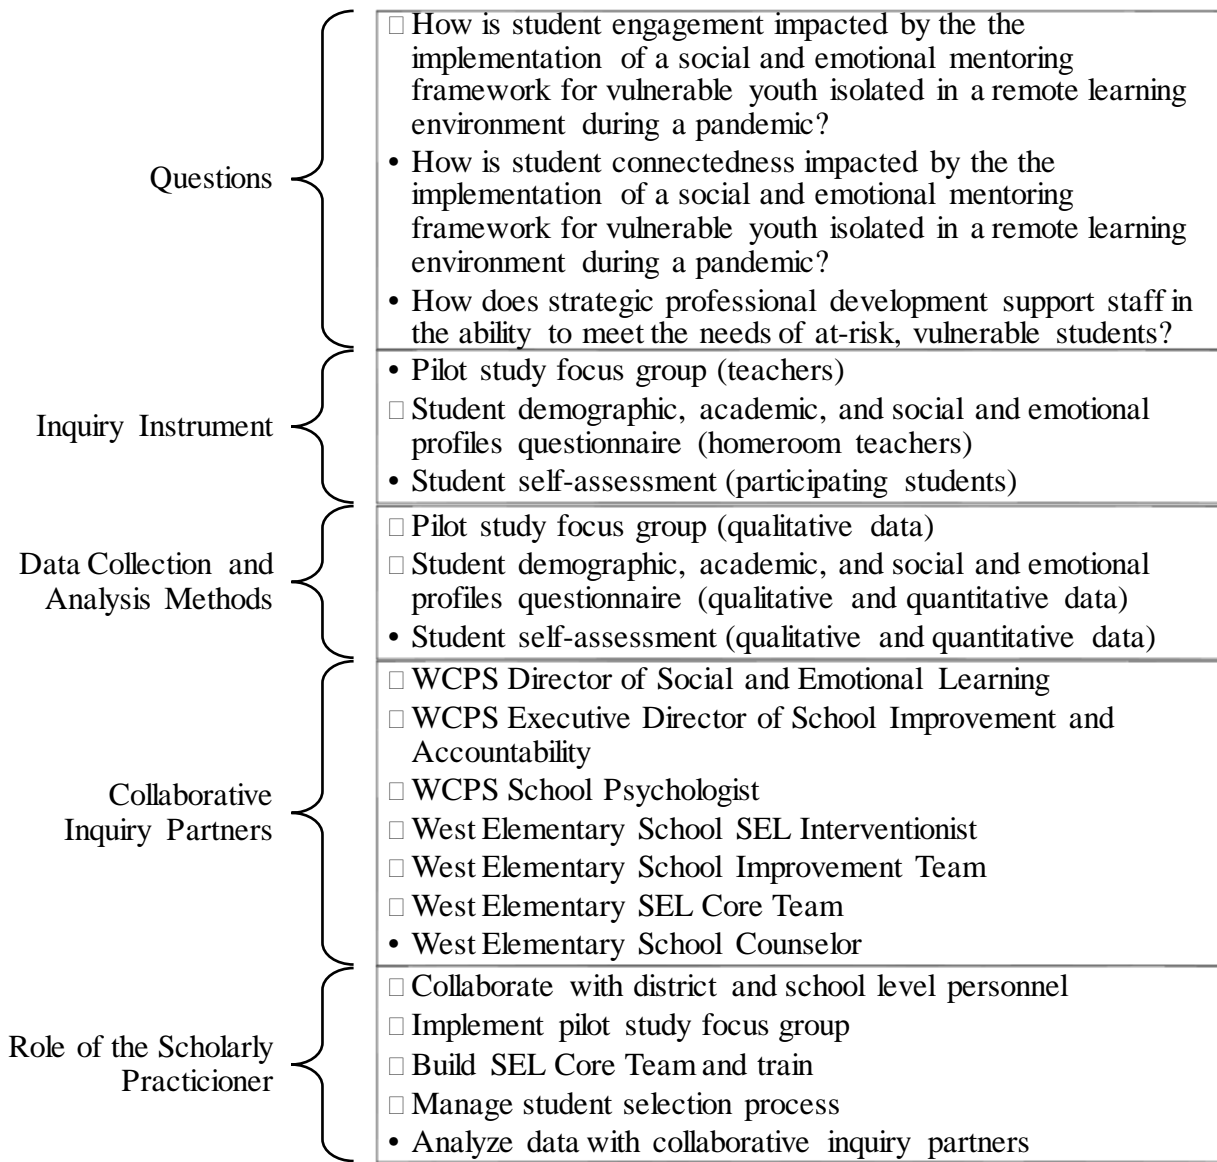 Questions
□ How is student engagement impacted by the the
implementation of a social and emotional mentoring
framework for vulnerable youth isolated in a remote learning
environment during a pandemic?
• How is student connectedness impacted by the the
implementation of a social and emotional mentoring
framework for vulnerable youth isolated in a remote learning
environment during a pandemic?
• How does strategic professional development support staff in
the ability to meet the needs of at-risk, vulnerable students?
Inquiry Instrument
• Pilot study focus group (teachers)
□ Student demographic, academic, and social and emotional
profiles questionnaire (homeroom teachers)
• Student self-assessment (participating students)
Data Collection and
Analysis Methods
□ Pilot study focus group (qualitative data)
□ Student demographic, academic, and social and emotional
profiles questionnaire (qualitative and quantitative data)
• Student self-assessment (qualitative and quantitative data)
Collaborative
Inquiry Partners
□ WCPS Director of Social and Emotional Learning
□ WCPS Executive Director of School Improvement and
Accountability
□ WCPS School Psychologist
□ West Elementary School SEL Interventionist
□ West Elementary School Improvement Team
□ West Elementary SEL Core Team
• West Elementary School Counselor
Role of the Scholarly
Practicioner
□ Collaborate with district and school level personnel
□ Implement pilot study focus group
□ Build SEL Core Team and train
□ Manage student selection process
• Analyze data with collaborative inquiry partners